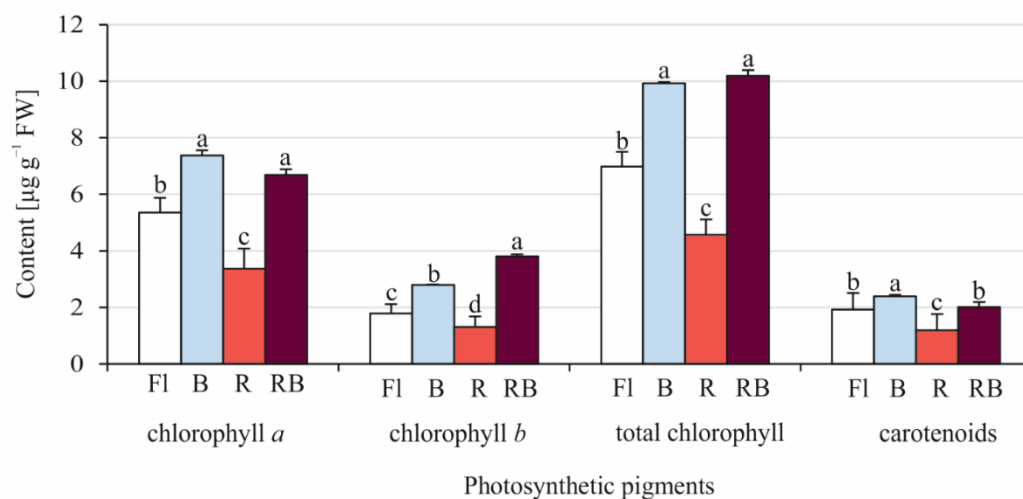 Content [µg g⁻¹ FW]
12
10
8
6
4
2
0
b a c a
c b d a
b a c a
b a c b
Fl B R RB Fl B R RB Fl B R RB Fl B R RB
chlorophyll a chlorophyll b total chlorophyll carotenoids
Photosynthetic pigments